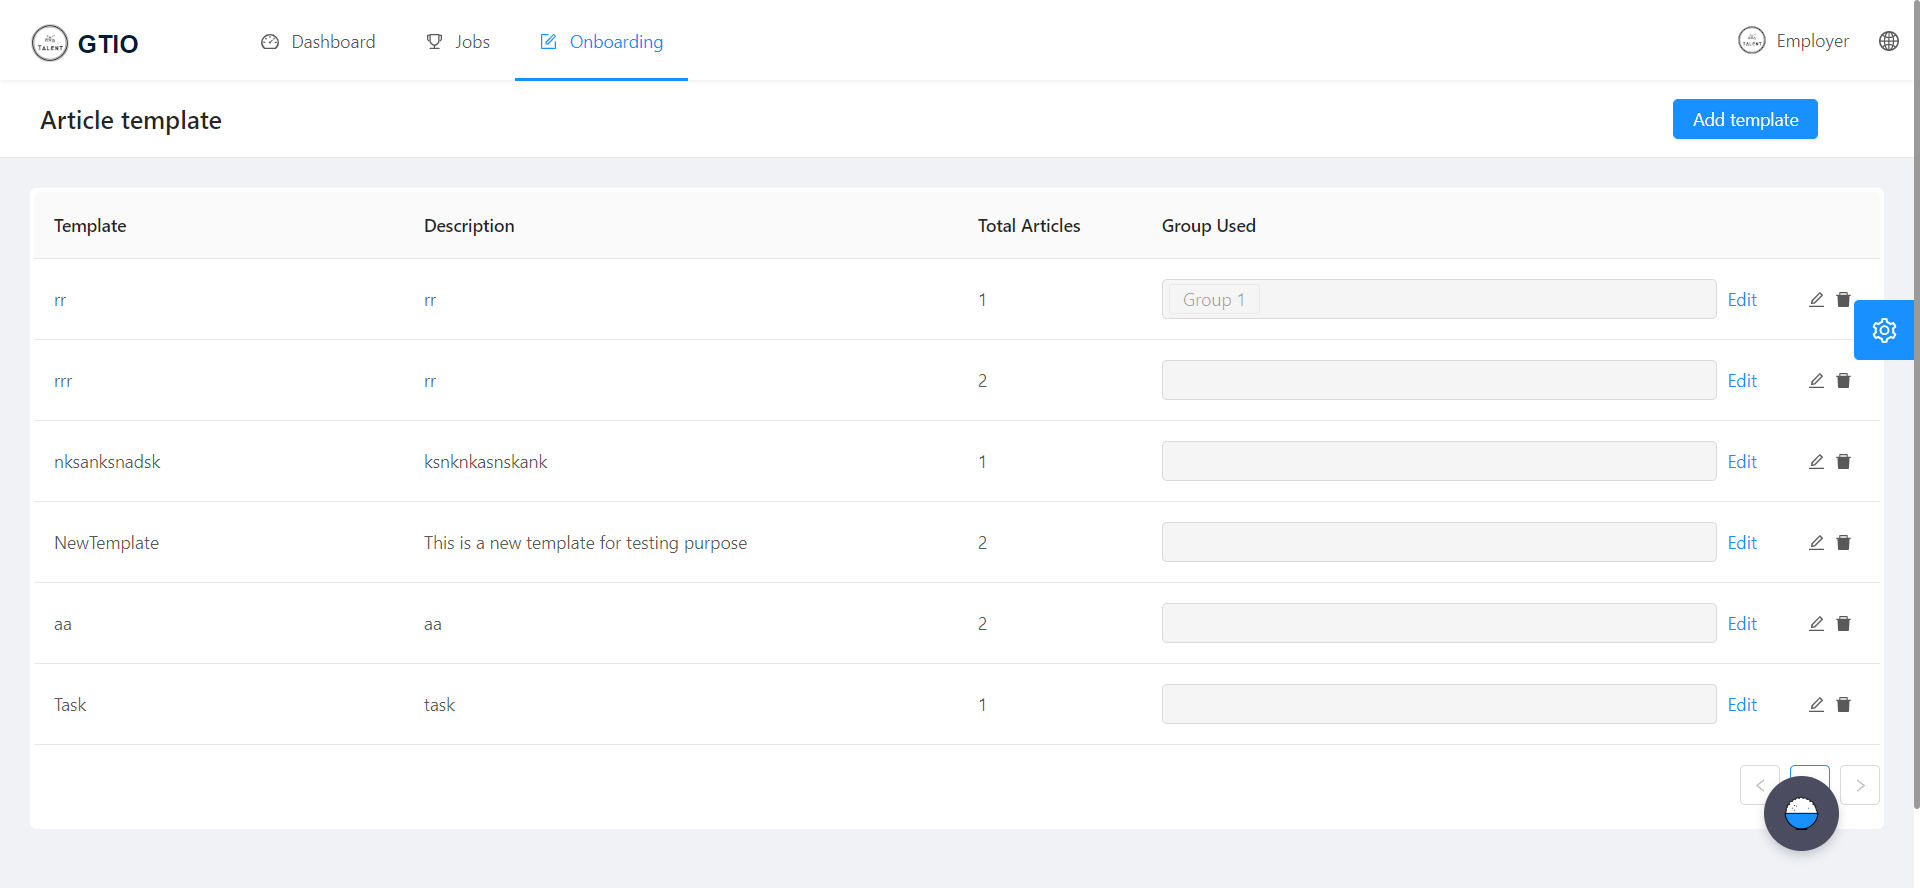 TALENT GTIO Dashboard Jobs Onboarding TALENT Employer
Article template Add template
Template Description Total Articles Group Used
rr rr 1 Group 1 Edit
rrr rr 2 Edit
nksanksnadsk ksnknkasnskank 1 Edit
NewTemplate This is a new template for testing purpose 2 Edit
aa aa 2 Edit
Task task 1 Edit